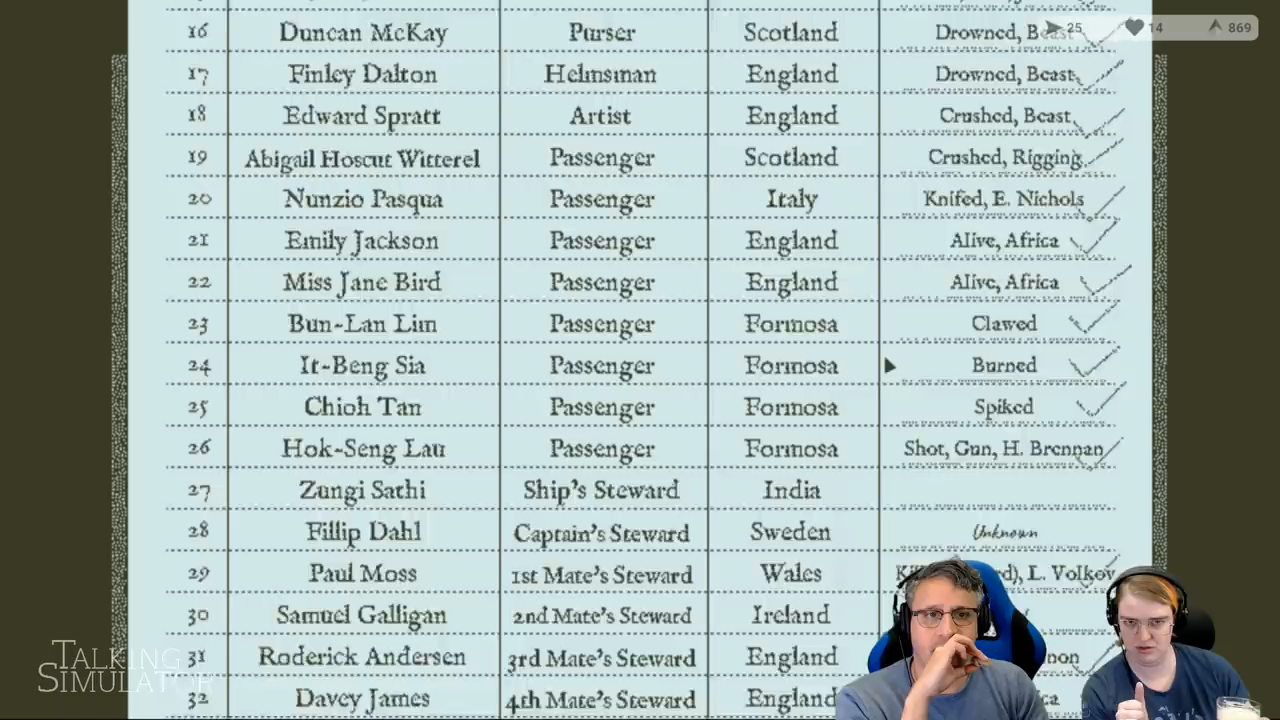 16 Duncan McKay Purser Scotland Drowned, Beast
25 14 869
17 Finley Dalton Helmsman England Drowned, Beast
18 Edward Spratt Artist England Crushed, Beast
19 Abigail Hoscut Witterel Passenger Scotland Crushed, Rigging
20 Nunzio Pasqua Passenger Italy Knifed, E. Nichols
21 Emily Jackson Passenger England Alive, Africa
22 Miss Jane Bird Passenger England Alive, Africa
23 Bun-Lan Lim Passenger Formosa Clawed
24 It-Beng Sia Passenger Formosa Burned
25 Chioh Tan Passenger Formosa Spiked
26 Hok-Seng Lau Passenger Formosa Shot, Gun, H. Brennan
27 Zungi Sathi Ship's Steward India
28 Fillip Dahl Captain's Steward Sweden Unknown
29 Paul Moss 1st Mate's Steward Wales L. Volkov
30 Samuel Galligan 2nd Mate's Steward Ireland
31 Roderick Andersen 3rd Mate's Steward England
32 Davey James 4th Mate's Steward England
TALKING
SIMULATOR